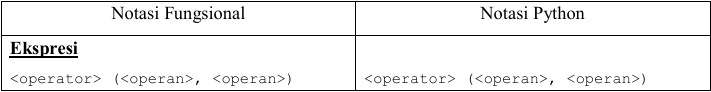 Notasi Fungsional
Notasi Python
Ekspresi
<operator> (<operan>, <operan>)
<operator> (<operan>, <operan>)